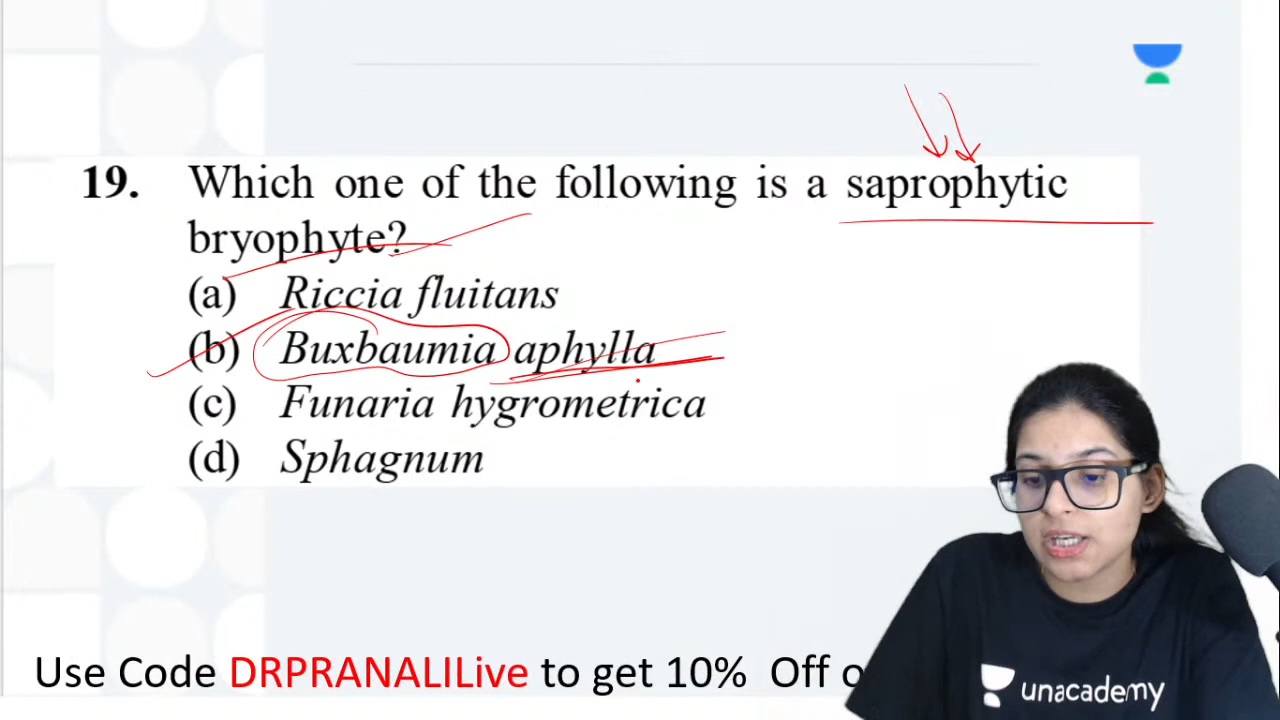 19. Which one of the following is a saprophytic
bryophyte?
(a) Riccia fluitans
(b) Buxbaumia aphylla
(c) Funaria hygrometrica
(d) Sphagnum
Use Code DRPRANALILive to get 10% Off
unacademy